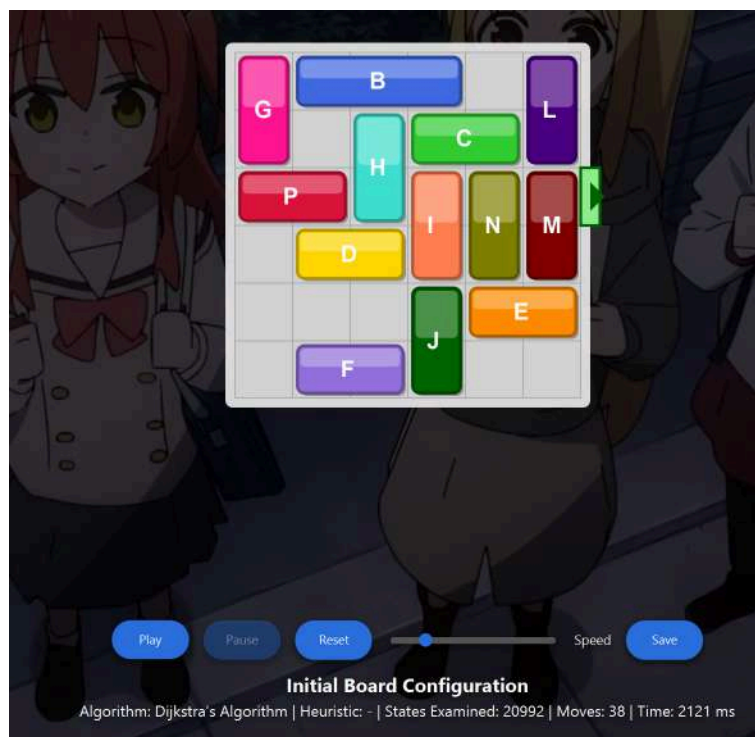 G B L
H C
P I N M
D
J E
F
Play Pause Reset Speed Save
Initial Board Configuration
Algorithm: Dijkstra's Algorithm | Heuristic: - | States Examined: 20992 | Moves: 38 | Time: 2121 ms